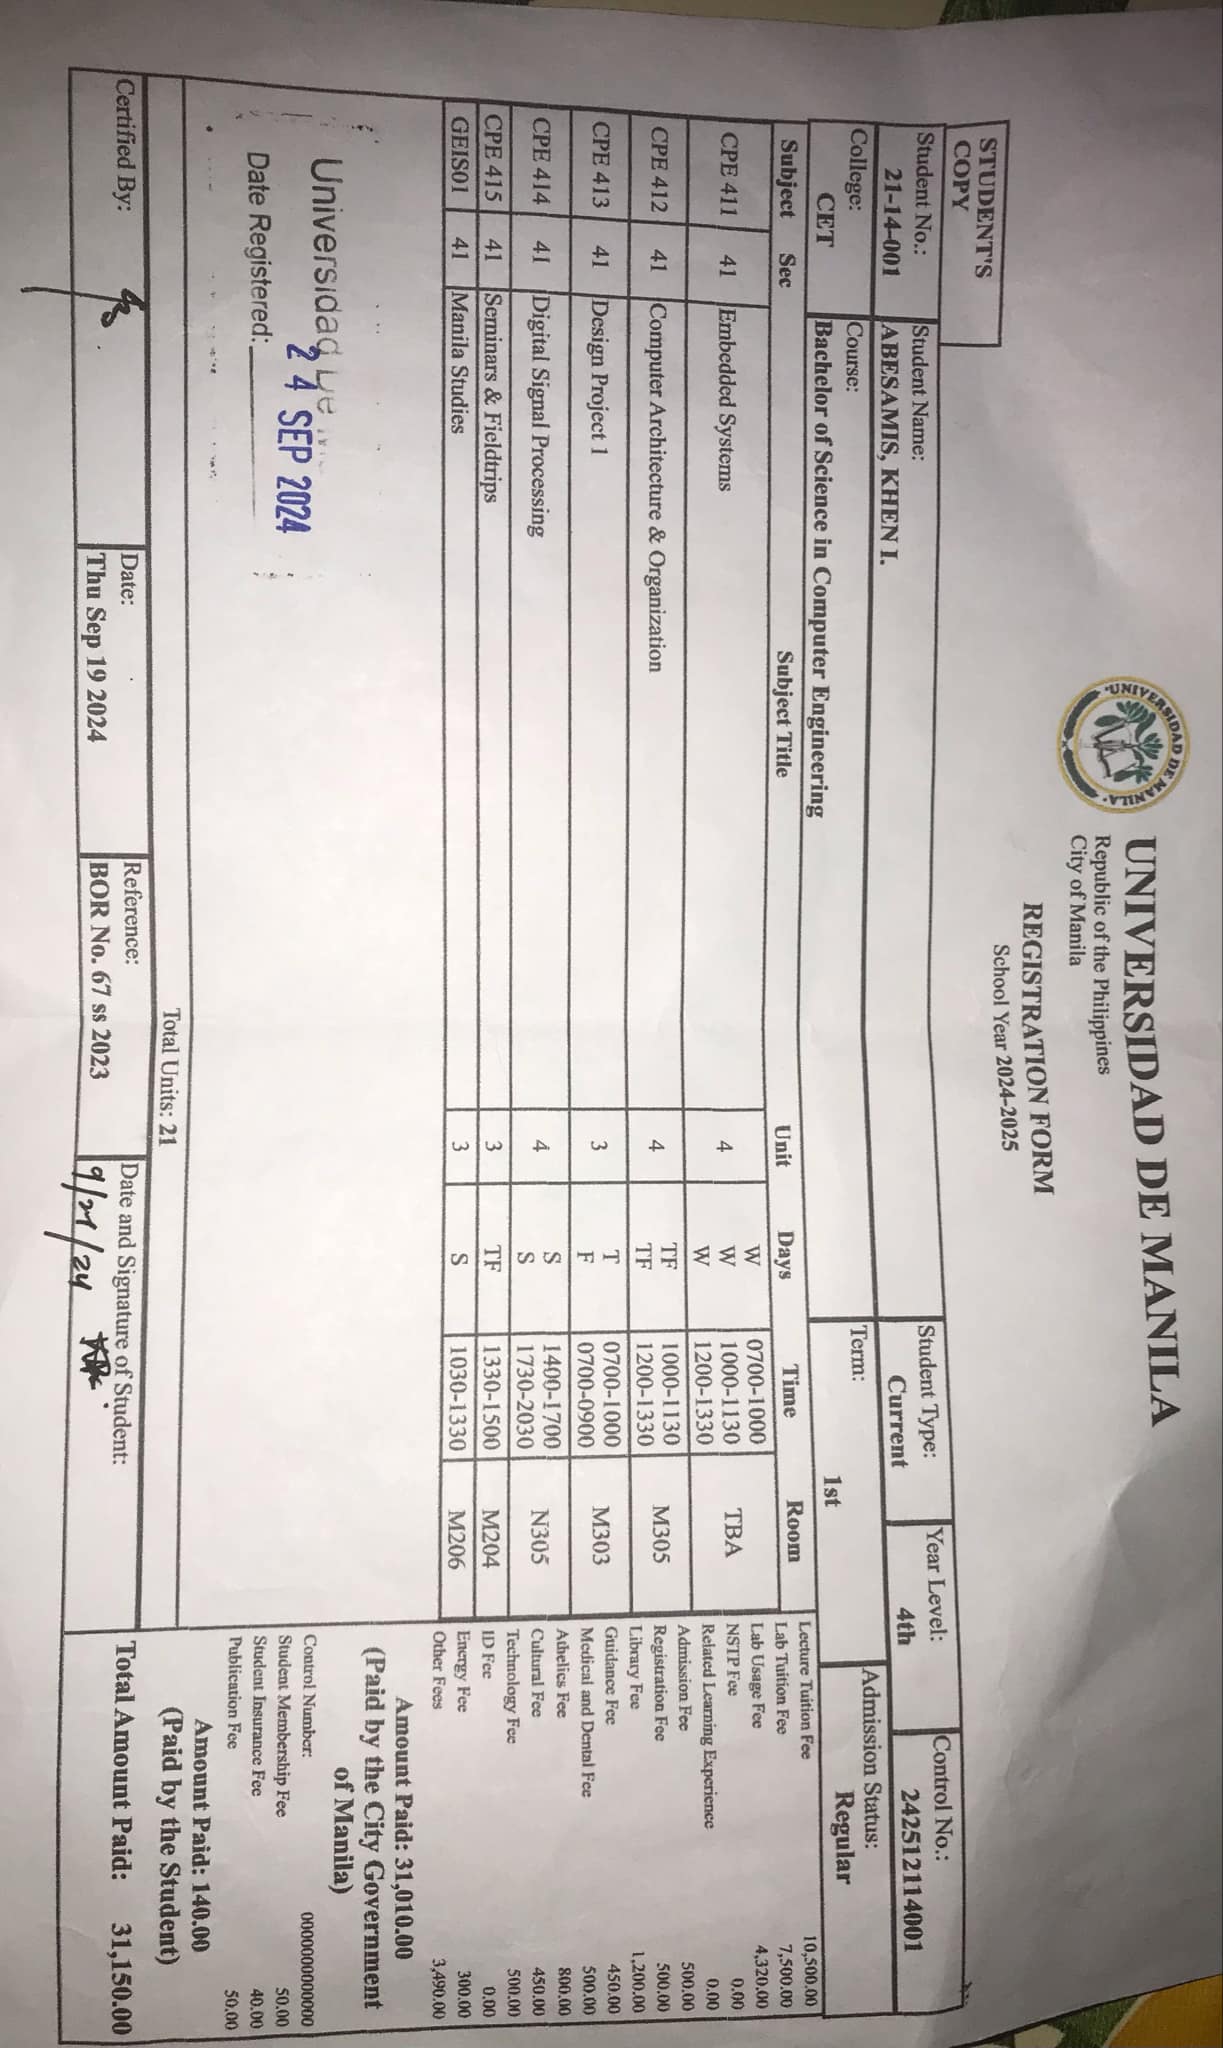 UNIVERSIDAD DE MANILA
Republic of the Philippines
City of Manila
REGISTRATION FORM
School Year 2024-2025
STUDENT'S
COPY
Student No.: 21-14-001
Student Name: ABESAMIS, KHEN I.
Student Type: Current
Year Level: 4th
Control No.: 242512114001
College: CET
Course: Bachelor of Science in Computer Engineering
Term: 1st
Admission Status: Regular
Subject Sec Subject Title Unit Days Time Room
CPE 411 41 Embedded Systems 4 W 0700-1000 TBA
W 1000-1130
W 1200-1330
CPE 412 41 Computer Architecture & Organization 4 TF 1000-1130 M305
TF 1200-1330
CPE 413 41 Design Project 1 3 T 0700-1000 M303
F 0700-0900
CPE 414 41 Digital Signal Processing 4 S 1400-1700 N305
S 1730-2030
CPE 415 41 Seminars & Fieldtrips 3 TF 1330-1500 M204
GEIS01 41 Manila Studies 3 S 1030-1330 M206
Lecture Tuition Fee 10,500.00
Lab Tuition Fee 7,500.00
Lab Usage Fee 4,320.00
NSTP Fee 0.00
Related Learning Experience 0.00
Admission Fee 500.00
Registration Fee 500.00
Library Fee 1,200.00
Guidance Fee 450.00
Medical and Dental Fee 500.00
Athelics Fee 800.00
Cultural Fee 450.00
Technology Fee 500.00
ID Fee 0.00
Energy Fee 300.00
Other Fees 3,490.00
Amount Paid: 31,010.00
(Paid by the City Government
of Manila)
Control Number: 000000000000
Student Membership Fee 50.00
Student Insurance Fee 40.00
Publication Fee 50.00
Amount Paid: 140.00
(Paid by the Student)
Universidad De
24 SEP 2024
Date Registered:
Total Units: 21
Certified By:
Date: Thu Sep 19 2024
Reference: BOR No. 67 ss 2023
Date and Signature of Student:
Total Amount Paid: 31,150.00